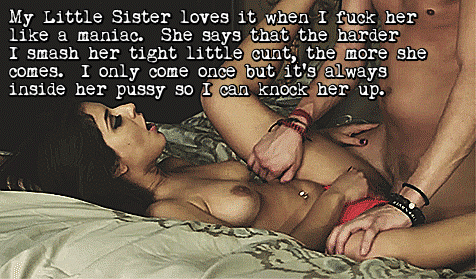 My Little Sister loves it when I fuck her
like a maniac. She says that the harder
I smash her tight little cunt, the more she
comes. I only come once but it's always
inside her pussy so I can knock her up.